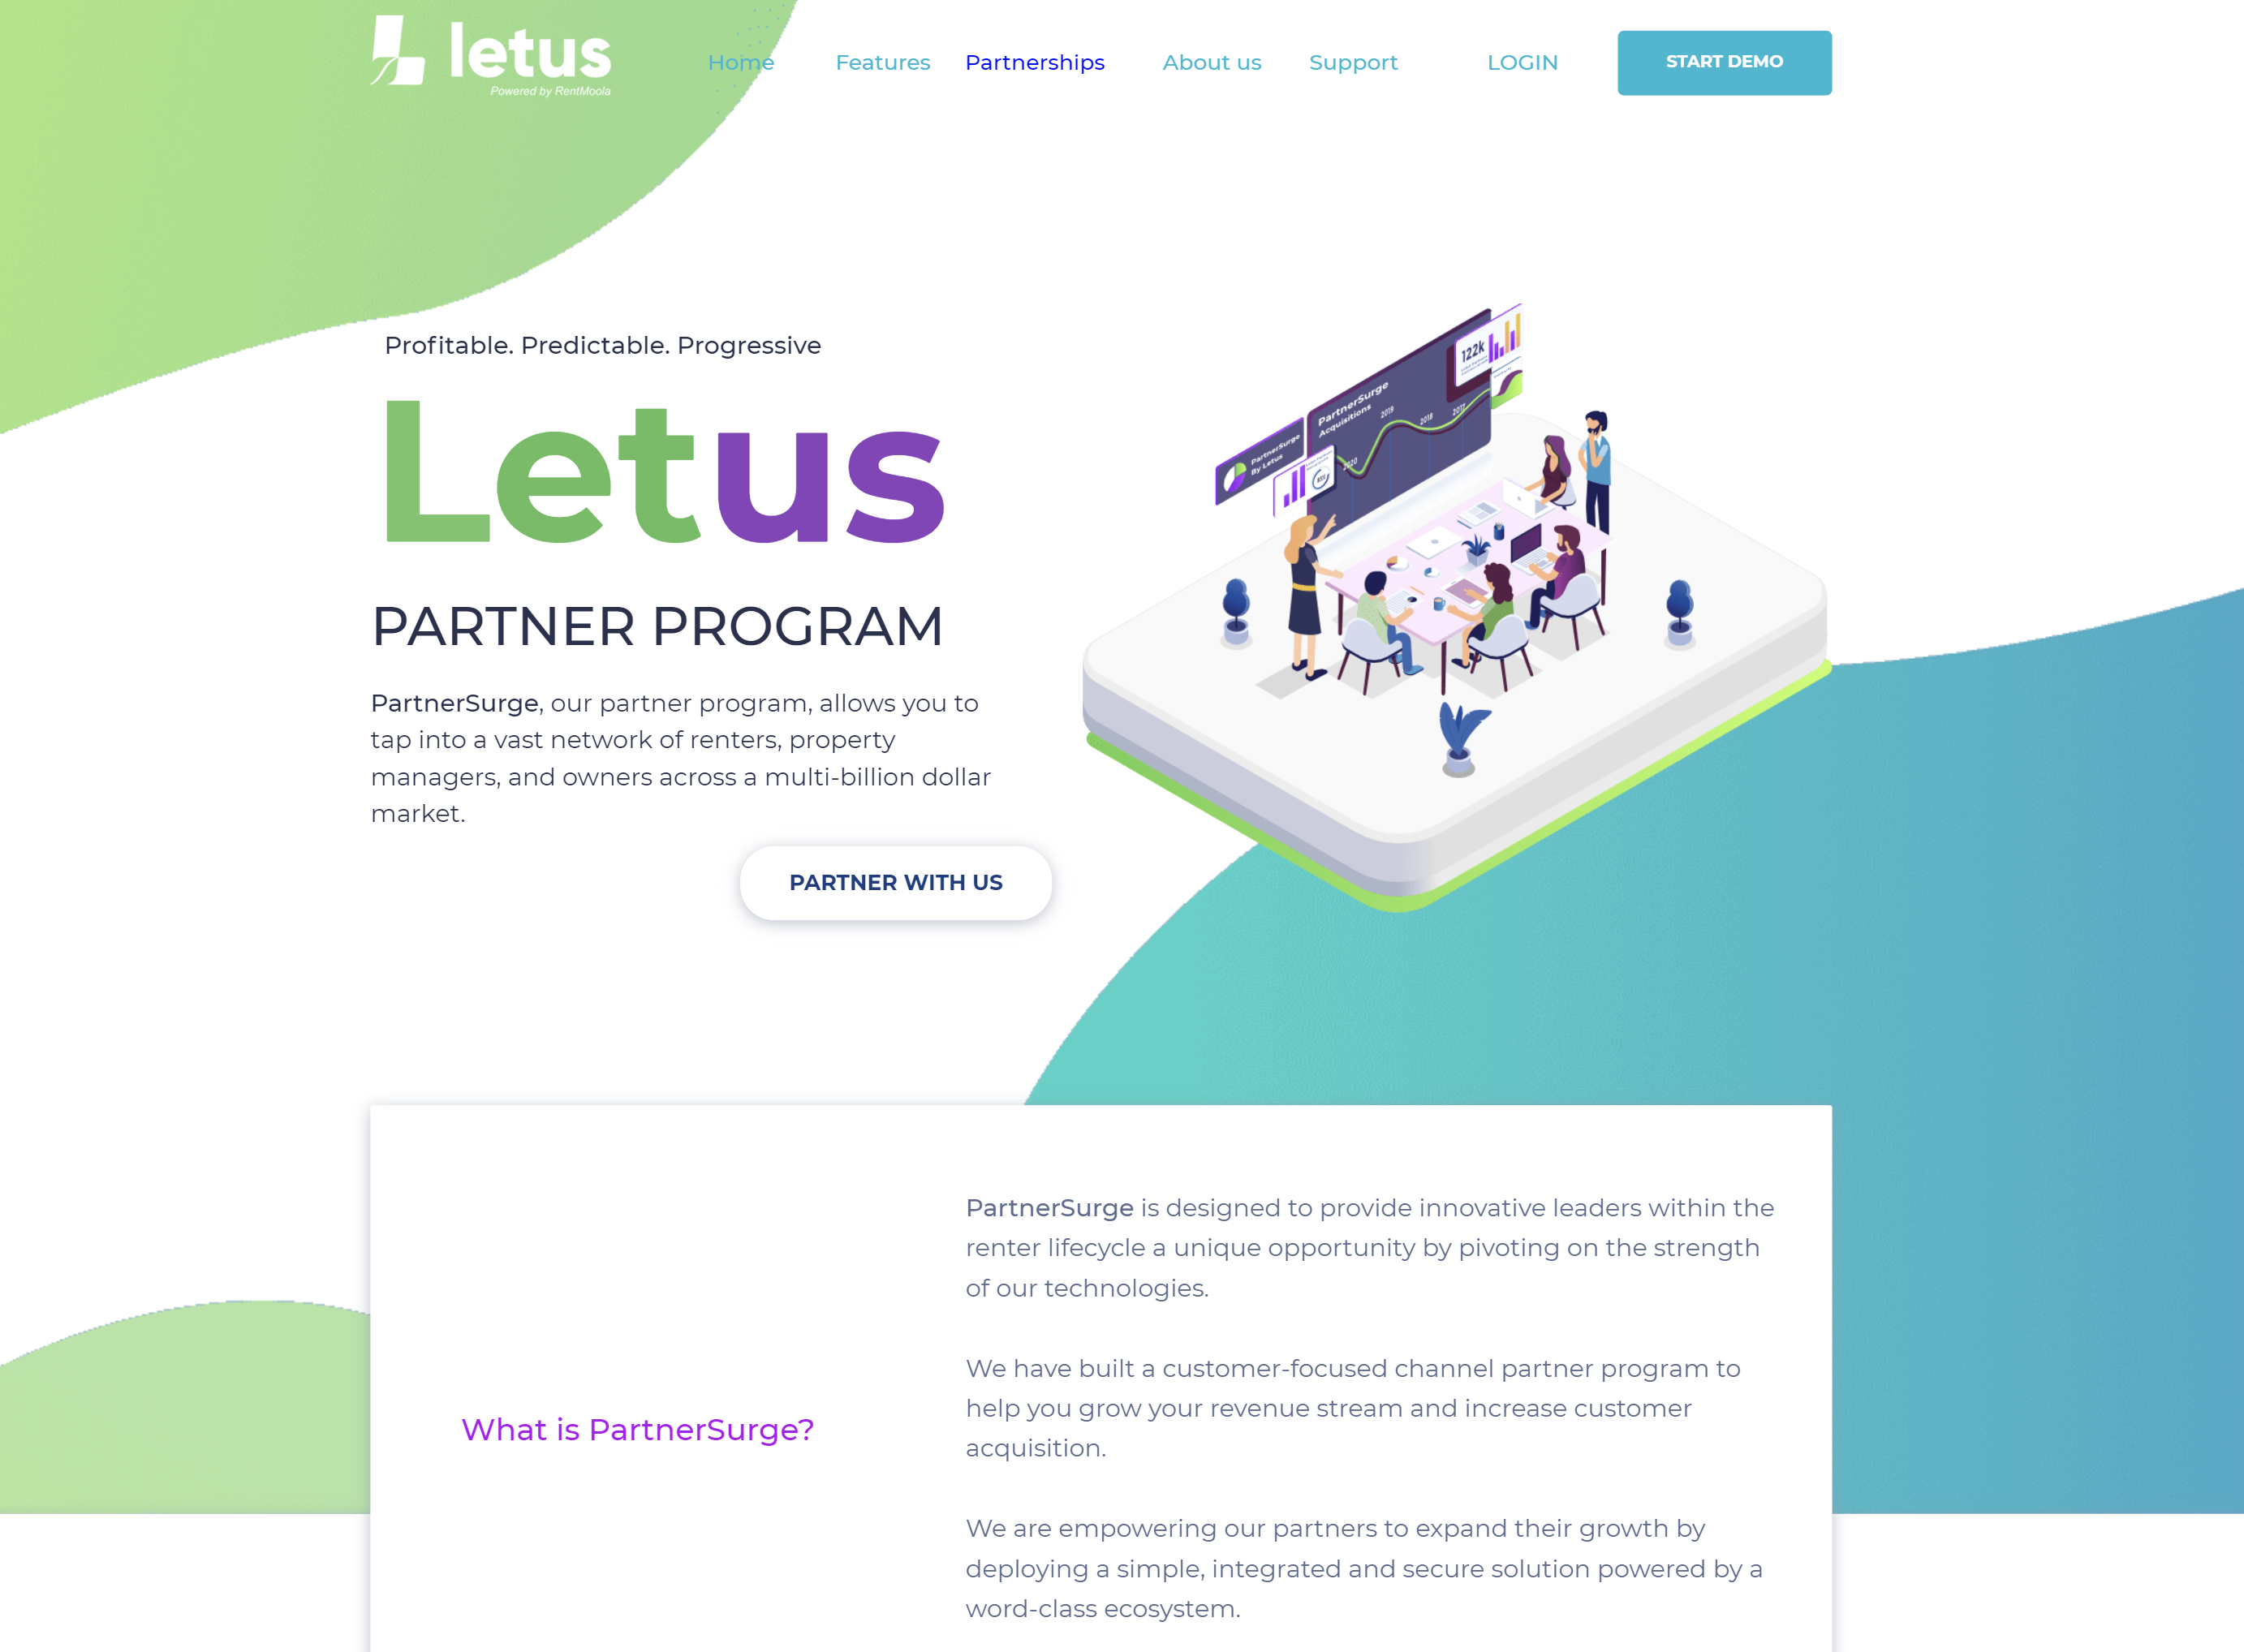 letus
Powered by RentMoola
Home Features Partnerships About us Support LOGIN START DEMO
Profitable. Predictable. Progressive
Letus
PARTNER PROGRAM
PartnerSurge, our partner program, allows you to
tap into a vast network of renters, property
managers, and owners across a multi-billion dollar
market.
PARTNER WITH US
122k
PartnerSurge
Acquisitions
2019
2018
2017
2020
PartnerSurge
By Letus
PartnerSurge is designed to provide innovative leaders within the
renter lifecycle a unique opportunity by pivoting on the strength
of our technologies.
We have built a customer-focused channel partner program to
help you grow your revenue stream and increase customer
acquisition.
What is PartnerSurge?
We are empowering our partners to expand their growth by
deploying a simple, integrated and secure solution powered by a
word-class ecosystem.